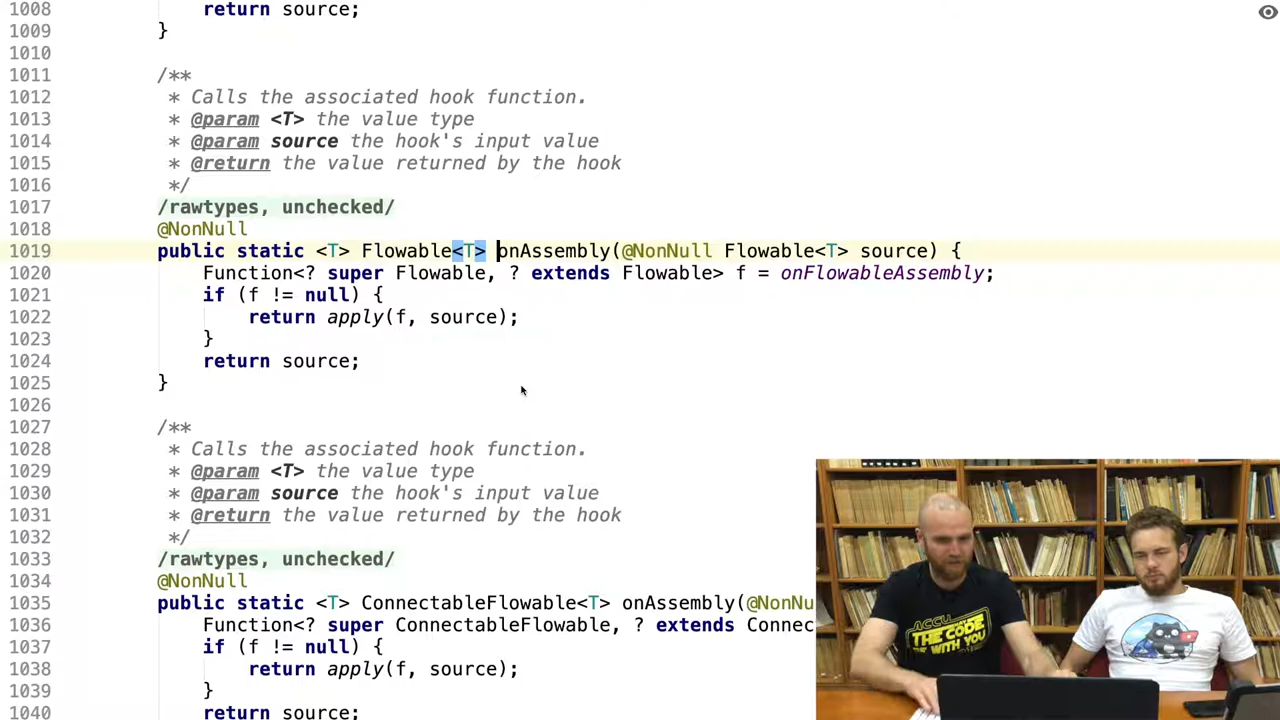 1008 return source;
1009 }
1010
1011 /**
1012 * Calls the associated hook function.
1013 * @param <T> the value type
1014 * @param source the hook's input value
1015 * @return the value returned by the hook
1016 */
1017 /rawtypes, unchecked/
1018 @NonNull
1019 public static <T> Flowable<T> onAssembly(@NonNull Flowable<T> source) {
1020 Function<? super Flowable, ? extends Flowable> f = onFlowableAssembly;
1021 if (f != null) {
1022 return apply(f, source);
1023 }
1024 return source;
1025 }
1026
1027 /**
1028 * Calls the associated hook function.
1029 * @param <T> the value type
1030 * @param source the hook's input value
1031 * @return the value returned by the hook
1032 */
1033 /rawtypes, unchecked/
1034 @NonNull
1035 public static <T> ConnectableFlowable<T> onAssembly(@NonNu
1036 Function<? super ConnectableFlowable, ? extends Connec
1037 if (f != null) {
1038 return apply(f, source);
1039 }
1040 return source;
ACCU
THE CODE
BE WITH YOU